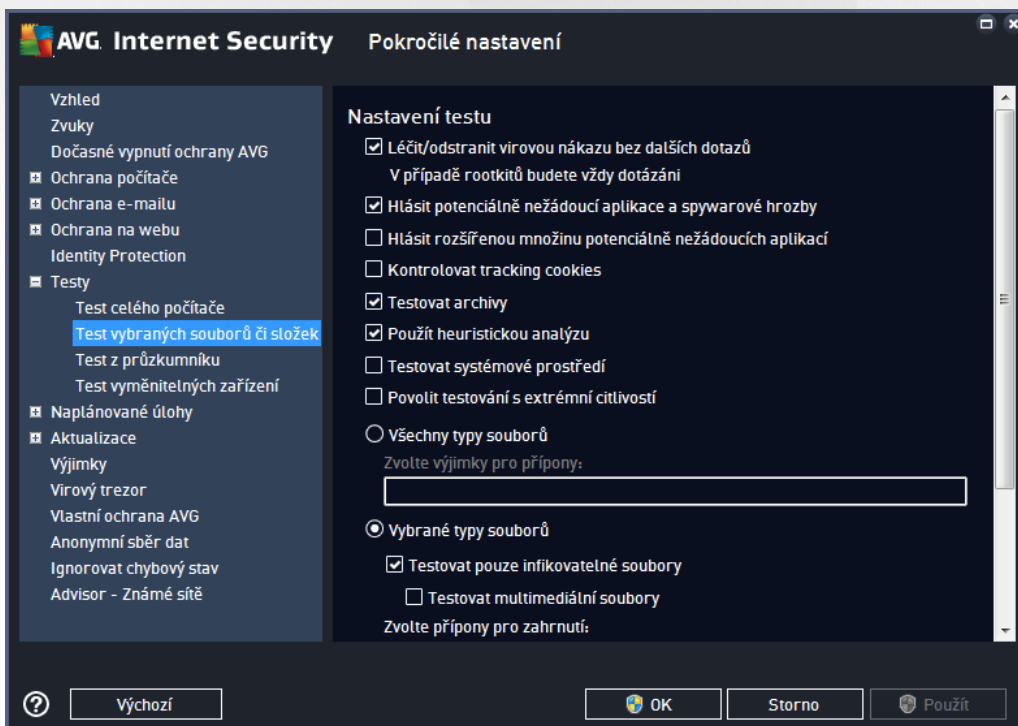 AVG. Internet Security Pokročilé nastavení
Vzhled
Zvuky
Dočasné vypnutí ochrany AVG
Ochrana počítače
Ochrana e-mailu
Ochrana na webu
Identity Protection
Testy
Test celého počítače
Test vybraných souborů či složek
Test z průzkumníku
Test vyměnitelných zařízení
Naplánované úlohy
Aktualizace
Výjimky
Virový trezor
Vlastní ochrana AVG
Anonymní sběr dat
Ignorovat chybový stav
Advisor - Známé sítě
Nastavení testu
Léčit/odstranit virovou nákazu bez dalších dotazů
V případě rootkitů budete vždy dotázáni
Hlásit potenciálně nežádoucí aplikace a spywarové hrozby
Hlásit rozšířenou množinu potenciálně nežádoucích aplikací
Kontrolovat tracking cookies
Testovat archivy
Použít heuristickou analýzu
Testovat systémové prostředí
Povolit testování s extrémní citlivostí
Všechny typy souborů
Zvolte výjimky pro přípony:
Vybrané typy souborů
Testovat pouze infikovatelné soubory
Testovat multimediální soubory
Zvolte přípony pro zahrnutí:
Výchozí
OK
Storno
Použít